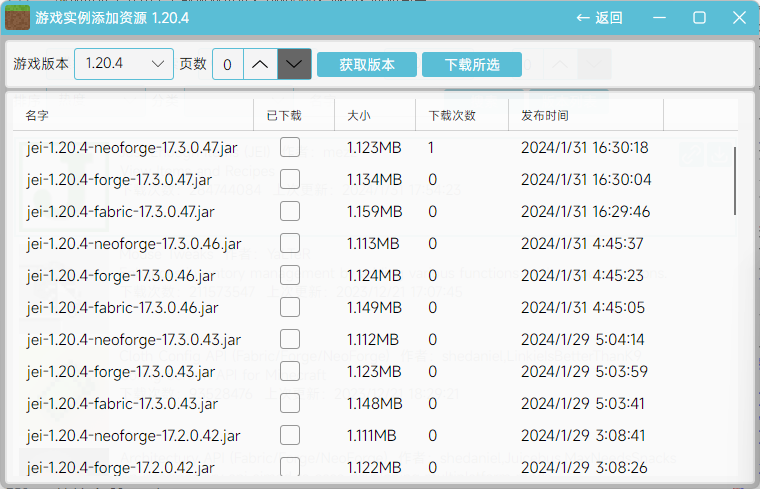 游戏实例添加资源 1.20.4 ← 返回
游戏版本 1.20.4 页数 0 获取版本 下载所选
名字 已下载 大小 下载次数 发布时间
jei-1.20.4-neoforge-17.3.0.47.jar 1.123MB 1 2024/1/31 16:30:18
jei-1.20.4-forge-17.3.0.47.jar 1.134MB 0 2024/1/31 16:30:04
jei-1.20.4-fabric-17.3.0.47.jar 1.159MB 0 2024/1/31 16:29:46
jei-1.20.4-neoforge-17.3.0.46.jar 1.113MB 0 2024/1/31 4:45:37
jei-1.20.4-forge-17.3.0.46.jar 1.124MB 0 2024/1/31 4:45:23
jei-1.20.4-fabric-17.3.0.46.jar 1.149MB 0 2024/1/31 4:45:05
jei-1.20.4-neoforge-17.3.0.43.jar 1.112MB 0 2024/1/29 5:04:14
jei-1.20.4-forge-17.3.0.43.jar 1.123MB 0 2024/1/29 5:03:59
jei-1.20.4-fabric-17.3.0.43.jar 1.148MB 0 2024/1/29 5:03:41
jei-1.20.4-neoforge-17.2.0.42.jar 1.111MB 0 2024/1/29 3:08:41
jei-1.20.4-forge-17.2.0.42.jar 1.122MB 0 2024/1/29 3:08:26